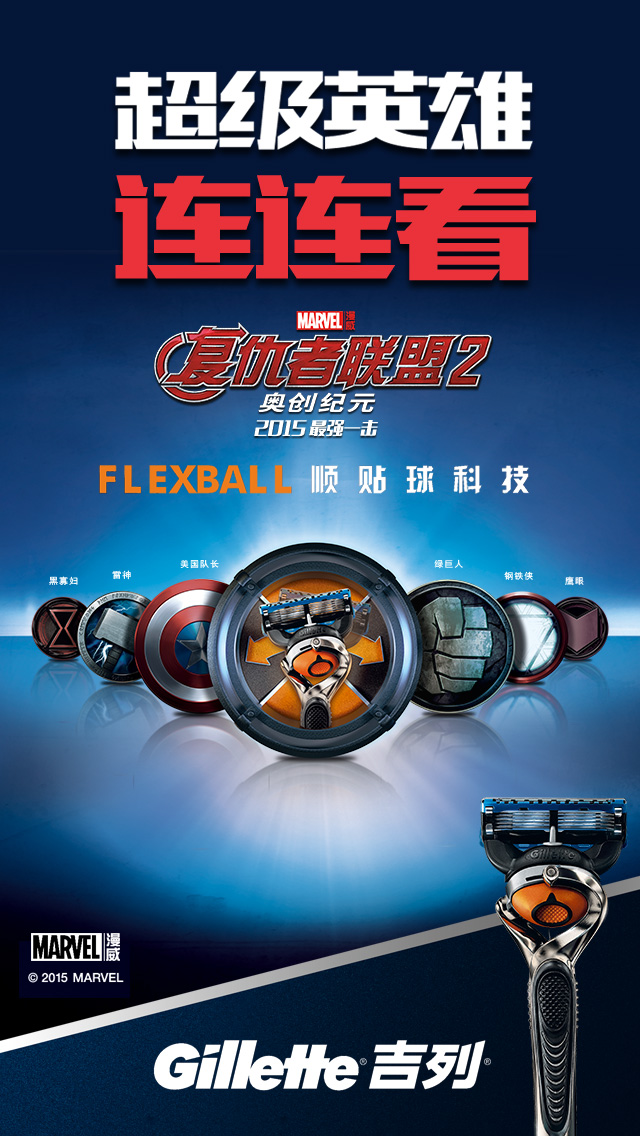 超级英雄
连连看
MARVEL 漫威
复仇者联盟2
奥创纪元
2015 最强一击
FLEXBALL 顺贴球科技
黑寡妇 雷神 美国队长 绿巨人 钢铁侠 鹰眼
Gillette
MARVEL 漫威
© 2015 MARVEL
Gillette® 吉列®